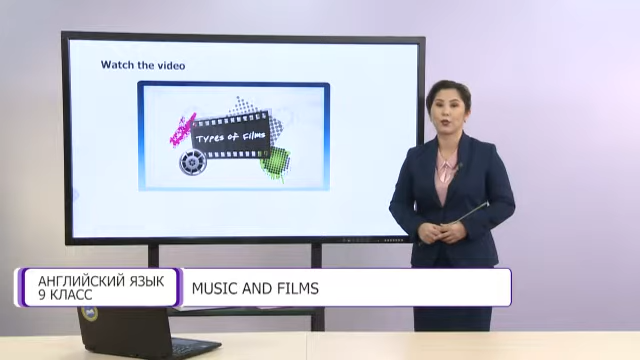 Watch the video
Types of Films
АНГЛИЙСКИЙ ЯЗЫК
9 КЛАСС
MUSIC AND FILMS